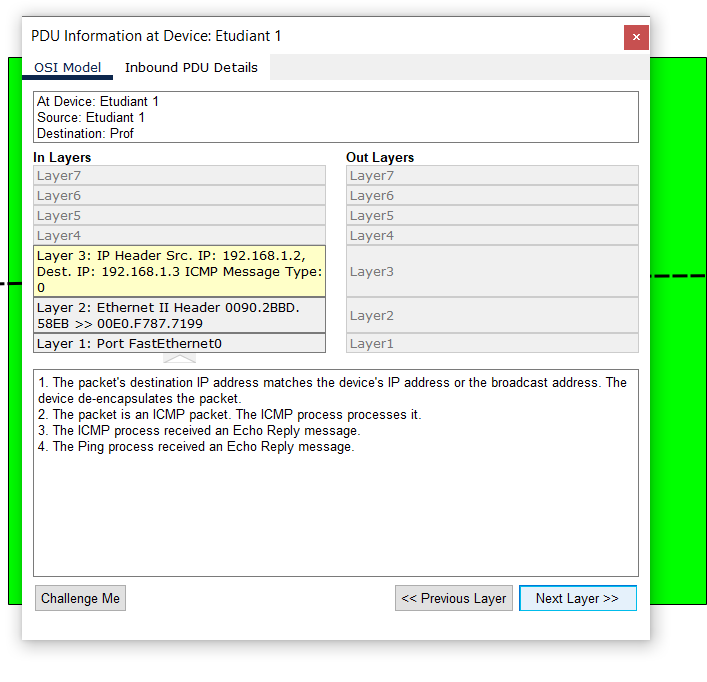 PDU Information at Device: Etudiant 1
×
OSI Model Inbound PDU Details
At Device: Etudiant 1
Source: Etudiant 1
Destination: Prof
In Layers
Layer7
Layer6
Layer5
Layer4
Layer 3: IP Header Src. IP: 192.168.1.2,
Dest. IP: 192.168.1.3 ICMP Message Type:
0
Layer 2: Ethernet II Header 0090.2BBD.
58EB >> 00E0.F787.7199
Layer 1: Port FastEthernet0
Out Layers
Layer7
Layer6
Layer5
Layer4
Layer3
Layer2
Layer1
1. The packet's destination IP address matches the device's IP address or the broadcast address. The
device de-encapsulates the packet.
2. The packet is an ICMP packet. The ICMP process processes it.
3. The ICMP process received an Echo Reply message.
4. The Ping process received an Echo Reply message.
Challenge Me
<< Previous Layer
Next Layer >>